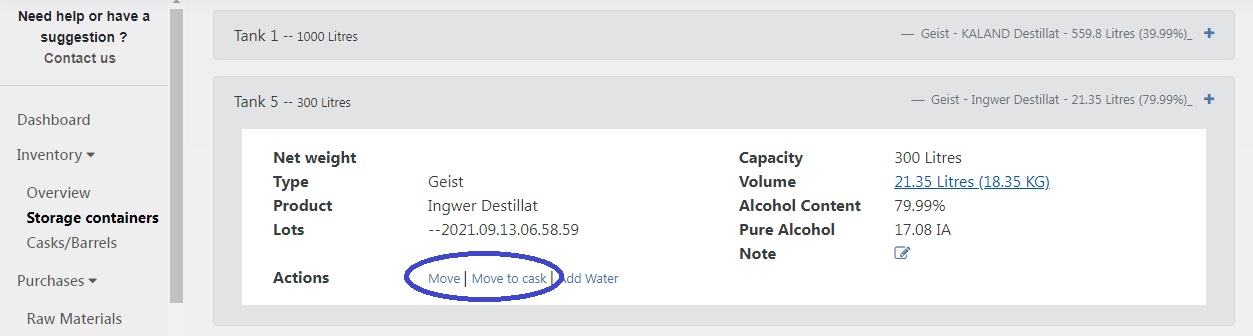 Need help or have a
suggestion ?
Contact us
Dashboard
Inventory
Overview
Storage containers
Casks/Barrels
Purchases
Raw Materials
Tank 1 -- 1000 Litres — Geist - KALAND Destillat - 559.8 Litres (39.99%)_ +
Tank 5 -- 300 Litres — Geist - Ingwer Destillat - 21.35 Litres (79.99%)_ +
Net weight
Type Geist
Product Ingwer Destillat
Lots --2021.09.13.06.58.59
Actions Move | Move to cask | Add Water
Capacity 300 Litres
Volume 21.35 Litres (18.35 KG)
Alcohol Content 79.99%
Pure Alcohol 17.08 lA
Note